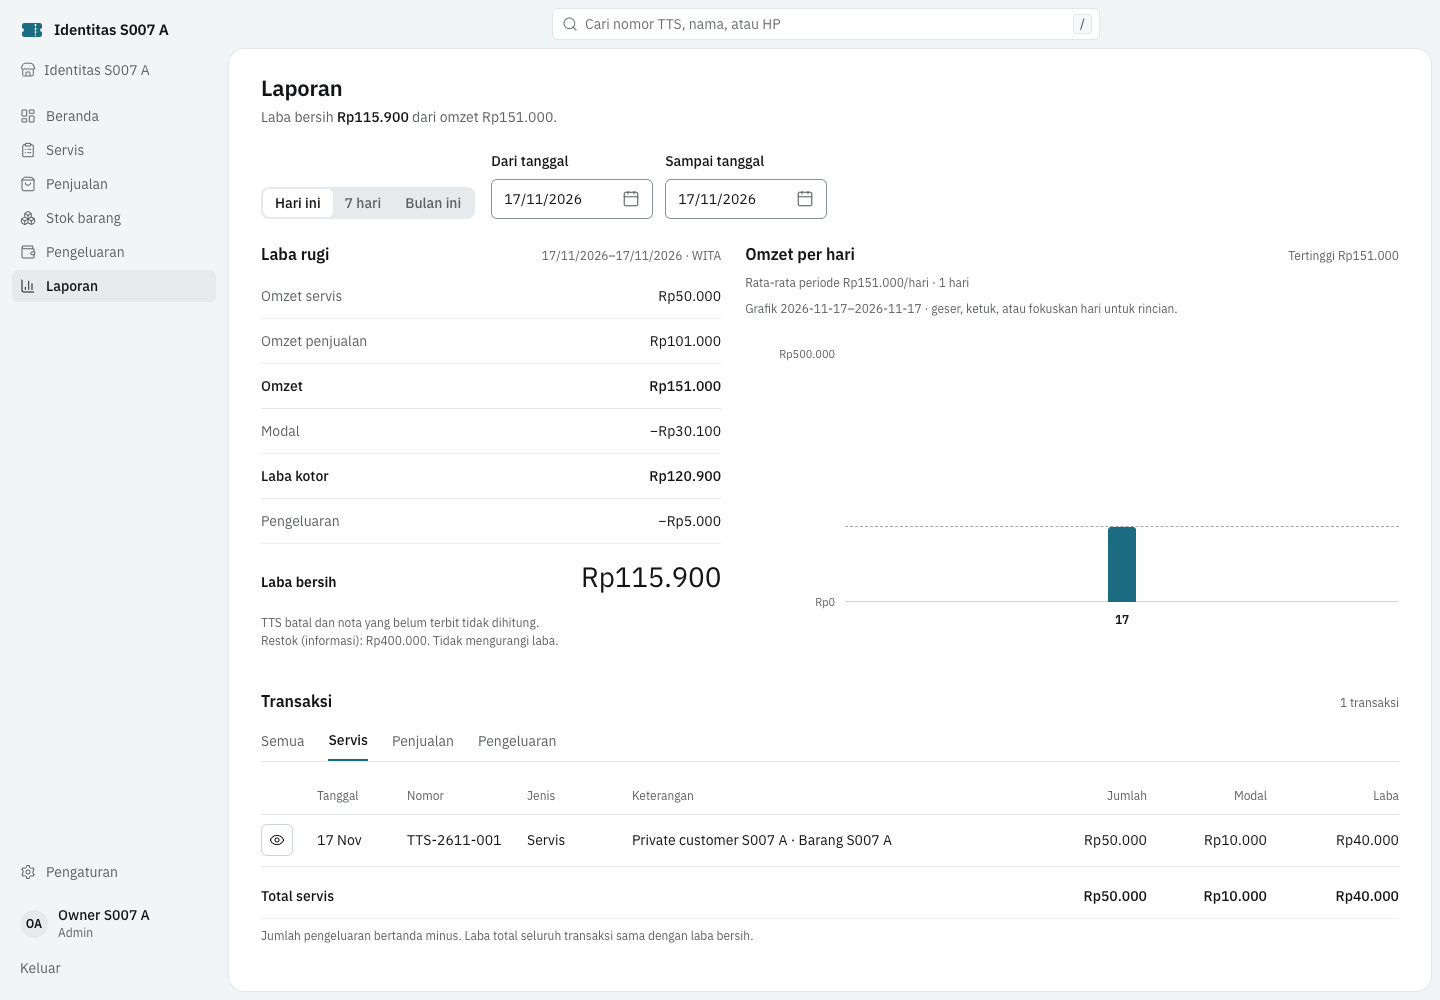 Identitas S007 A
Identitas S007 A
Beranda
Servis
Penjualan
Stok barang
Pengeluaran
Laporan
Pengaturan
OA
Owner S007 A
Admin
Keluar
Cari nomor TTS, nama, atau HP
/
Laporan
Laba bersih Rp115.900 dari omzet Rp151.000.
Hari ini 7 hari Bulan ini
Dari tanggal
17/11/2026
Sampai tanggal
17/11/2026
Laba rugi 17/11/2026–17/11/2026 · WITA
Omzet servis Rp50.000
Omzet penjualan Rp101.000
Omzet Rp151.000
Modal −Rp30.100
Laba kotor Rp120.900
Pengeluaran −Rp5.000
Laba bersih Rp115.900
TTS batal dan nota yang belum terbit tidak dihitung.
Restok (informasi): Rp400.000. Tidak mengurangi laba.
Omzet per hari Tertinggi Rp151.000
Rata-rata periode Rp151.000/hari · 1 hari
Grafik 2026-11-17–2026-11-17 · geser, ketuk, atau fokuskan hari untuk rincian.
Rp500.000
Rp0
17
Transaksi 1 transaksi
Semua Servis Penjualan Pengeluaran
Tanggal Nomor Jenis Keterangan Jumlah Modal Laba
17 Nov TTS-2611-001 Servis Private customer S007 A · Barang S007 A Rp50.000 Rp10.000 Rp40.000
Total servis Rp50.000 Rp10.000 Rp40.000
Jumlah pengeluaran bertanda minus. Laba total seluruh transaksi sama dengan laba bersih.